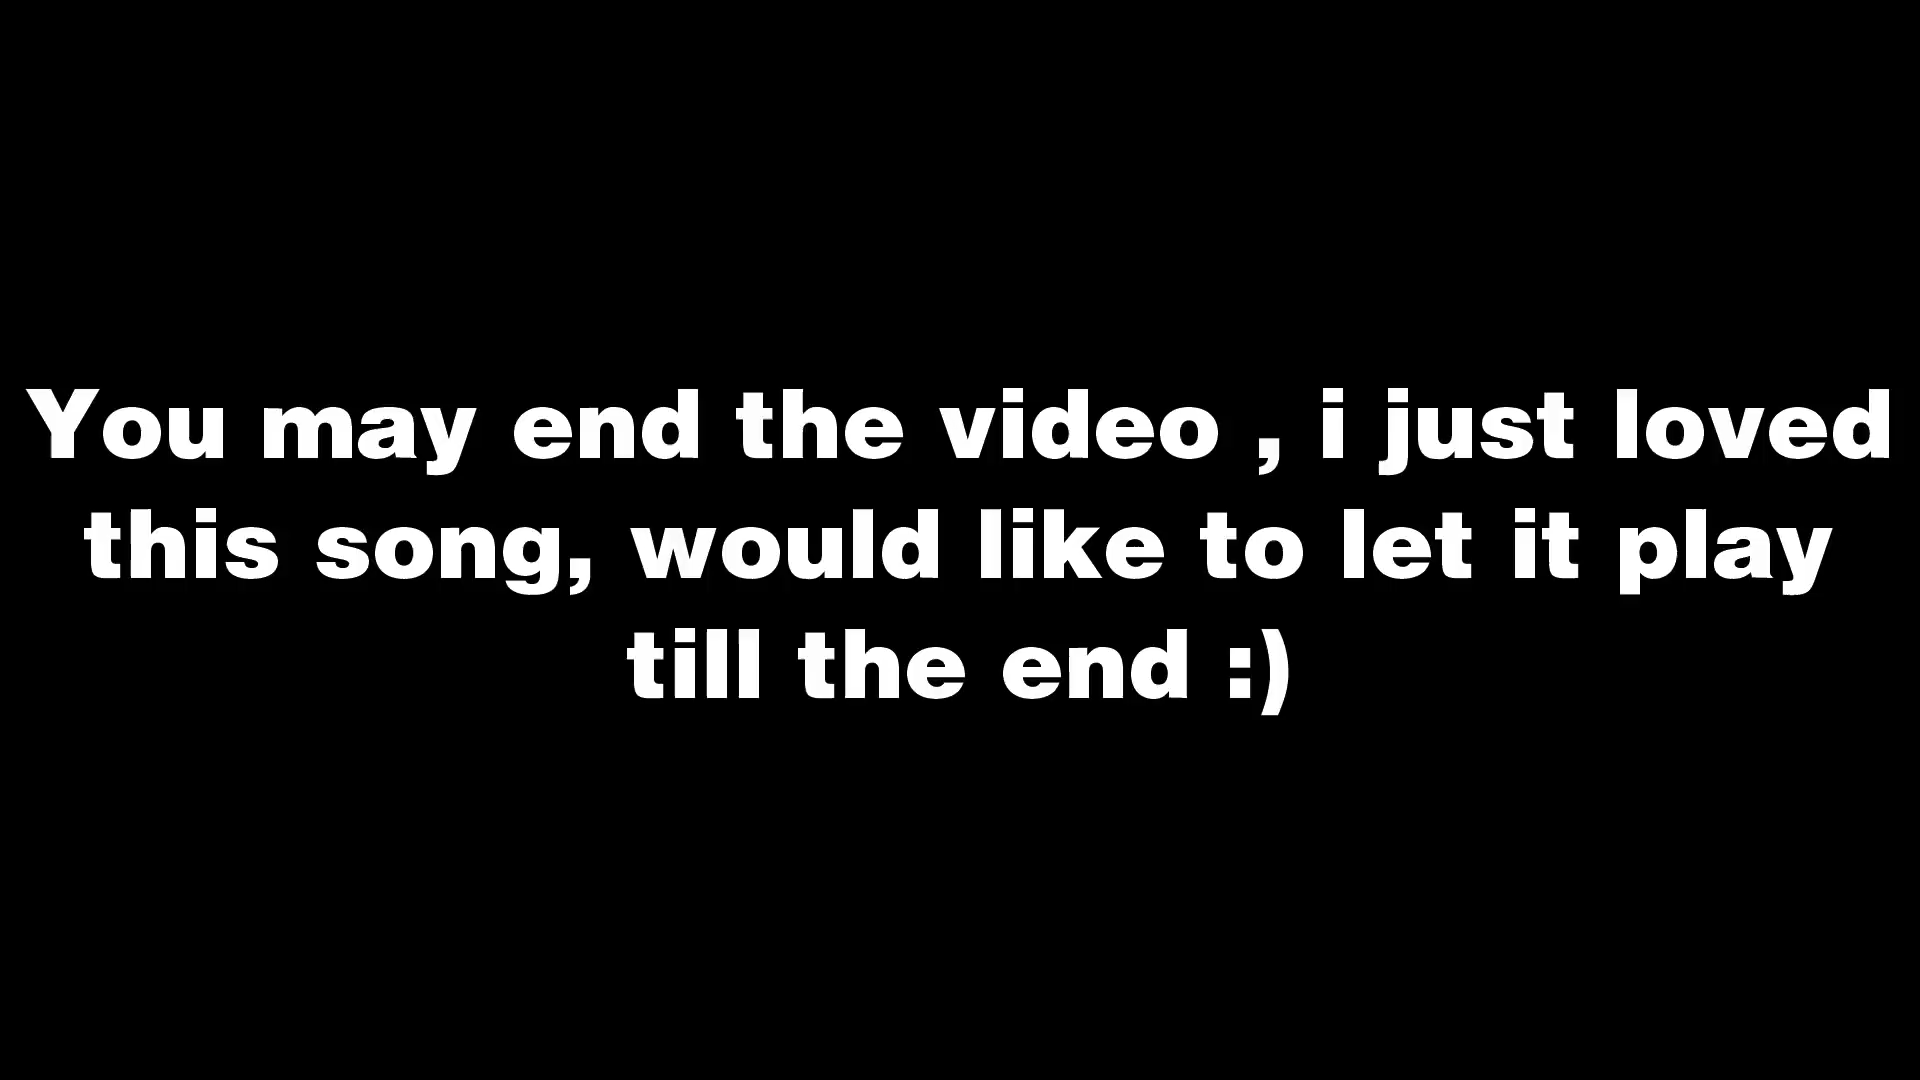 You may end the video , i just loved
this song, would like to let it play
till the end :)